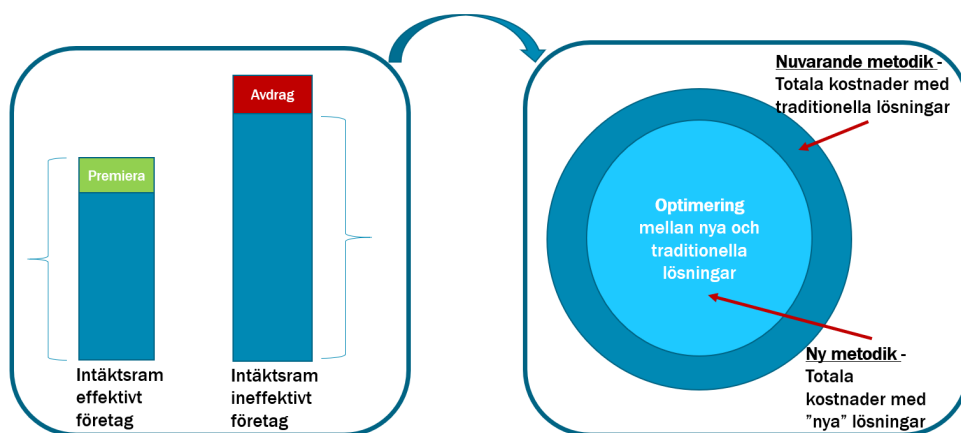 Premiera
Avdrag
Intäktsram
effektivt
företag
Intäktsram
ineffektivt
företag
Nuvarande metodik -
Totala kostnader med
traditionella lösningar
Optimering
mellan nya och
traditionella
lösningar
Ny metodik -
Totala
kostnader med
”nya” lösningar